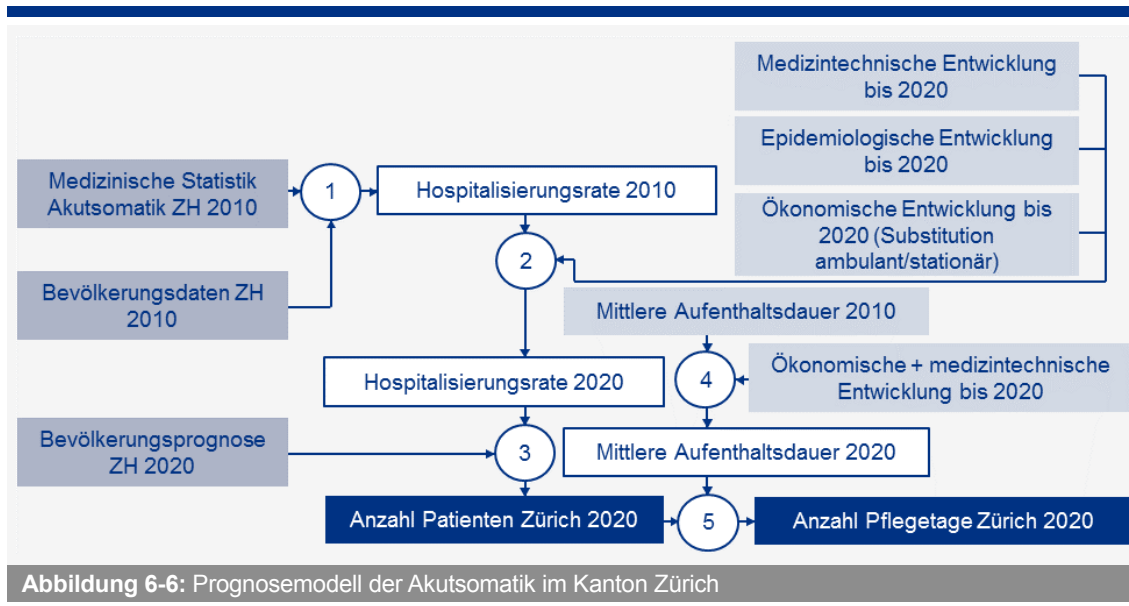 Medizintechnische Entwicklung
bis 2020
Epidemiologische Entwicklung
bis 2020
Medizinische Statistik
Akutsomatik ZH 2010
1
Hospitalisierungsrate 2010
Ökonomische Entwicklung bis
2020 (Substitution
ambulant/stationär)
2
Bevölkerungsdaten ZH
2010
Mittlere Aufenthaltsdauer 2010
Hospitalisierungsrate 2020
4
Ökonomische + medizintechnische
Entwicklung bis 2020
Bevölkerungsprognose
ZH 2020
3
Mittlere Aufenthaltsdauer 2020
Anzahl Patienten Zürich 2020
5
Anzahl Pflegetage Zürich 2020
Abbildung 6-6: Prognosemodell der Akutsomatik im Kanton Zürich